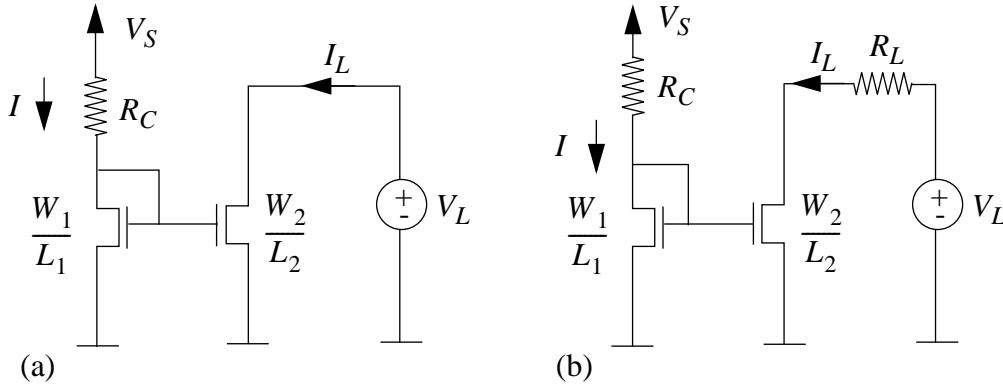 V_S
I_L
I
R_C
W_1
L_1
W_2
L_2
V_L
+
-
(a)
V_S
I_L
R_L
R_C
I
W_1
L_1
W_2
L_2
V_L
+
-
(b)